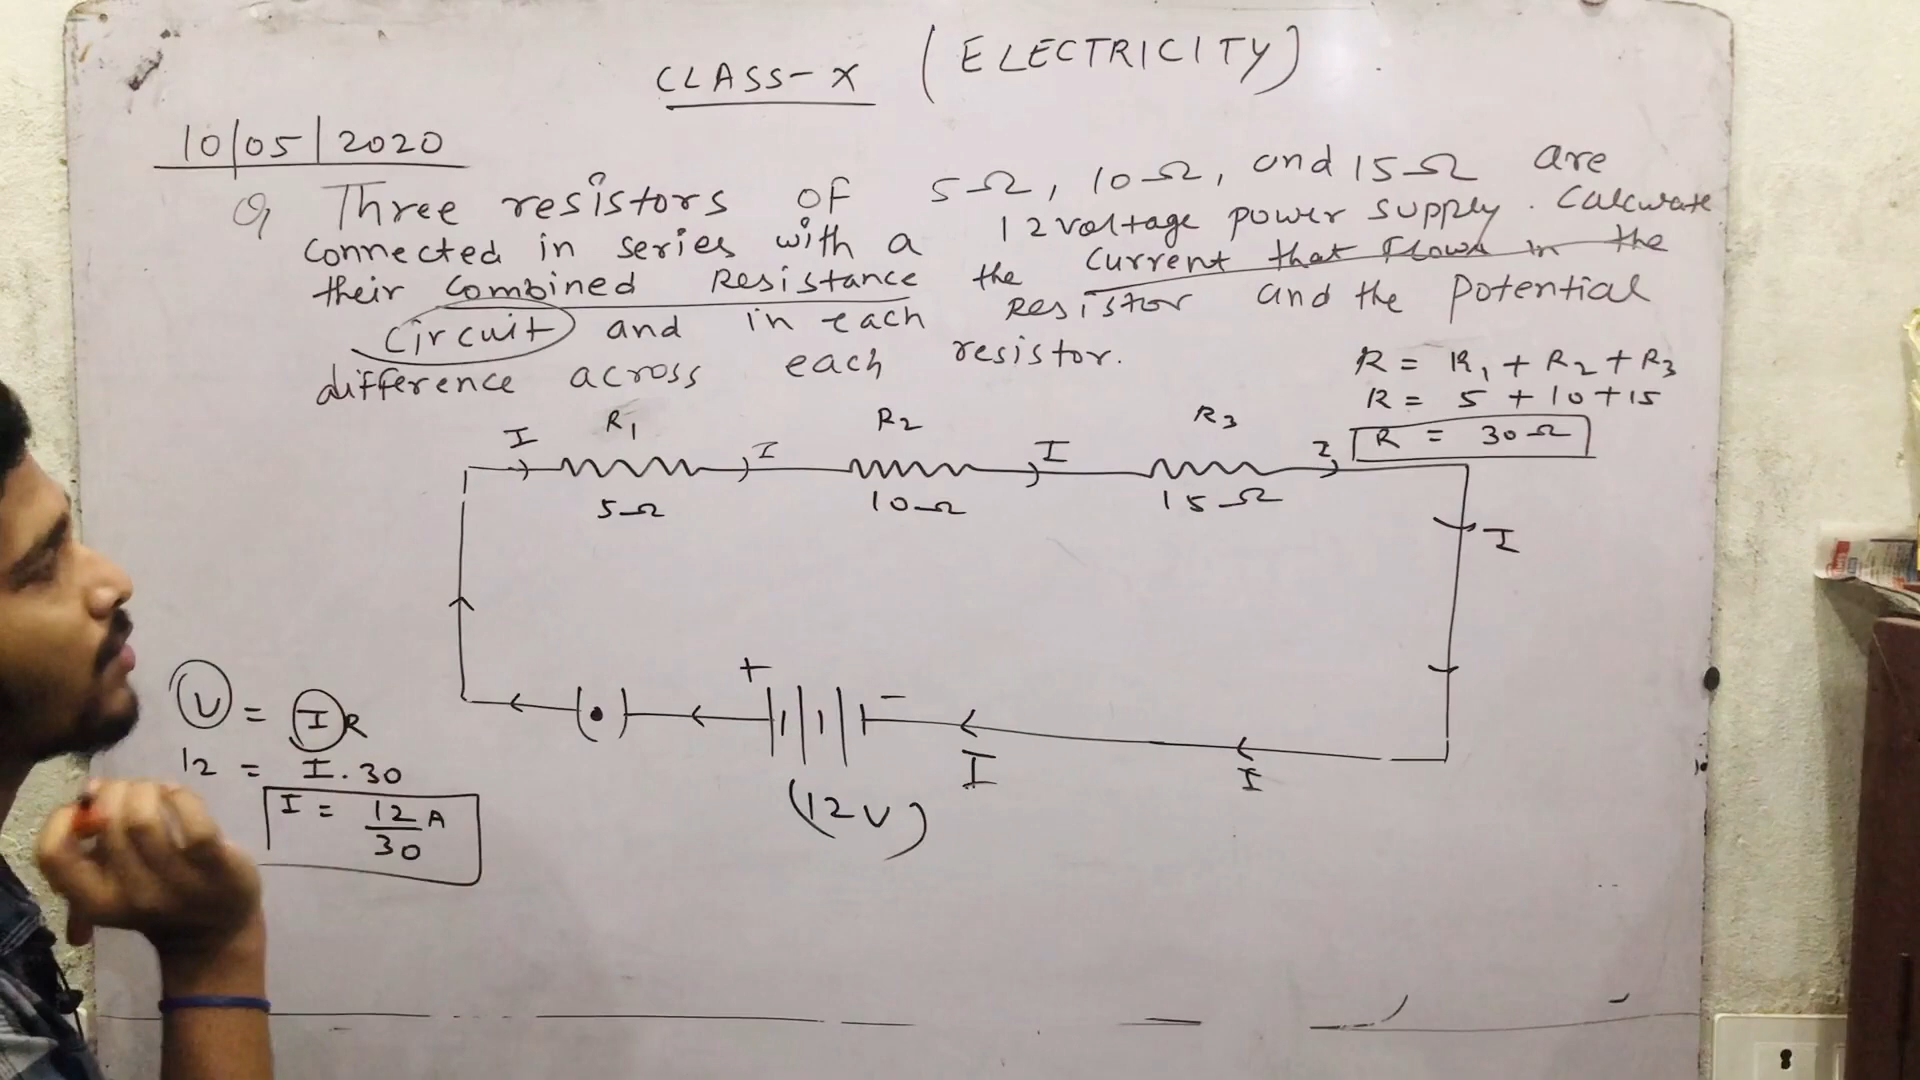 CLASS-X (ELECTRICITY)
10/05/2020
Q Three resistors of 5Ω, 10Ω, and 15Ω are
connected in series with a 12 voltage power supply. Calculate
their combined Resistance the current that flows in the
circuit and in each resistor and the potential
difference across each resistor.
R = R1 + R2 + R3
R = 5 + 10 + 15
R = 30Ω
R1 R2 R3
I I I I
5Ω 10Ω 15Ω
I
+ -
I I
(12V)
V = IR
12 = I.30
I = 12/30 A